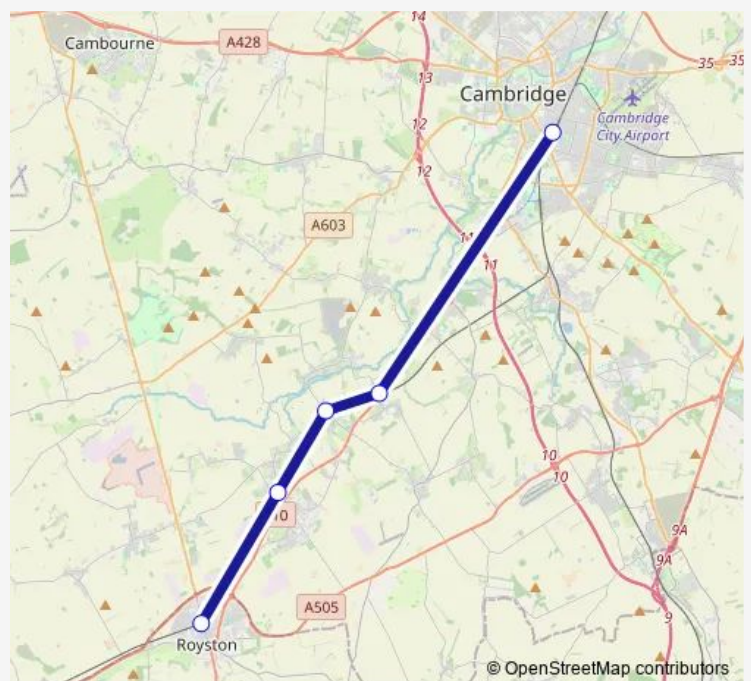 14
Cambourne
A428
35
35
13
Cambridge
Cambridge
City Airport
12
12
A603
11
11
10
10
10
A505
9A
9A
9
Royston
© OpenStreetMap contributors